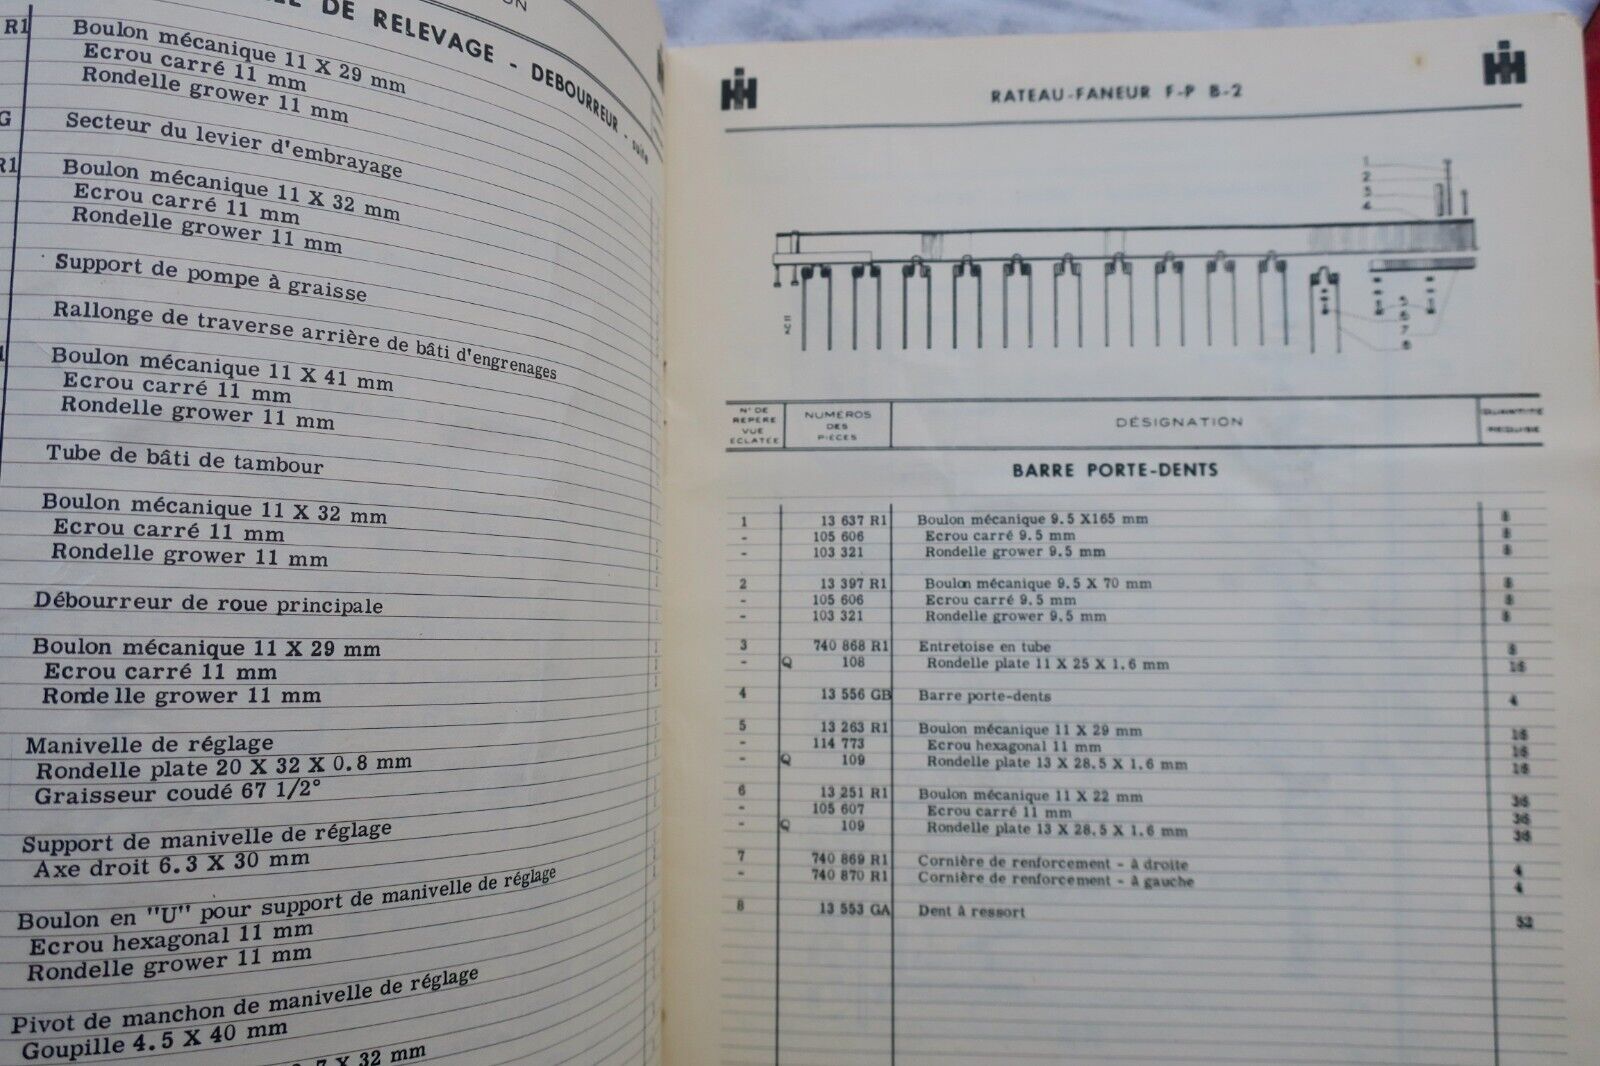 DE RELEVAGE - DEBOURREUR - suite
R1 Boulon mécanique 11 X 29 mm
Ecrou carré 11 mm
Rondelle grower 11 mm
G Secteur du levier d'embrayage
R1 Boulon mécanique 11 X 32 mm
Ecrou carré 11 mm
Rondelle grower 11 mm
Support de pompe à graisse
Rallonge de traverse arrière de bâti d'engrenages
Boulon mécanique 11 X 41 mm
Ecrou carré 11 mm
Rondelle grower 11 mm
Tube de bâti de tambour
Boulon mécanique 11 X 32 mm
Ecrou carré 11 mm
Rondelle grower 11 mm
Débourreur de roue principale
Boulon mécanique 11 X 29 mm
Ecrou carré 11 mm
Rondelle grower 11 mm
Manivelle de réglage
Rondelle plate 20 X 32 X 0.8 mm
Graisseur coudé 67 1/2°
Support de manivelle de réglage
Axe droit 6.3 X 30 mm
Boulon en "U" pour support de manivelle de réglage
Ecrou hexagonal 11 mm
Rondelle grower 11 mm
Pivot de manchon de manivelle de réglage
Goupille 4.5 X 40 mm
X 32 mm
RATEAU-FANEUR F-P B-2
1
2
3
4
5
6
7
8
N° DE REPÈRE VUE ÉCLATÉE
NUMÉROS DES PIÈCES
DÉSIGNATION
QUANTITÉ REQUISE
BARRE PORTE-DENTS
1 13 637 R1 Boulon mécanique 9.5 X165 mm 8
- 105 606 Ecrou carré 9.5 mm 8
- 103 321 Rondelle grower 9.5 mm 8
2 13 397 R1 Boulon mécanique 9.5 X 70 mm 8
- 105 606 Ecrou carré 9.5 mm 8
- 103 321 Rondelle grower 9.5 mm 8
3 740 868 R1 Entretoise en tube 8
- Q 108 Rondelle plate 11 X 25 X 1.6 mm 16
4 13 556 GB Barre porte-dents 4
5 13 263 R1 Boulon mécanique 11 X 29 mm 16
- 114 773 Ecrou hexagonal 11 mm 16
- Q 109 Rondelle plate 13 X 28.5 X 1.6 mm 16
6 13 251 R1 Boulon mécanique 11 X 22 mm 36
- 105 607 Ecrou carré 11 mm 36
- Q 109 Rondelle plate 13 X 28.5 X 1.6 mm 36
7 740 869 R1 Cornière de renforcement - à droite 4
- 740 870 R1 Cornière de renforcement - à gauche 4
8 13 553 GA Dent à ressort 52